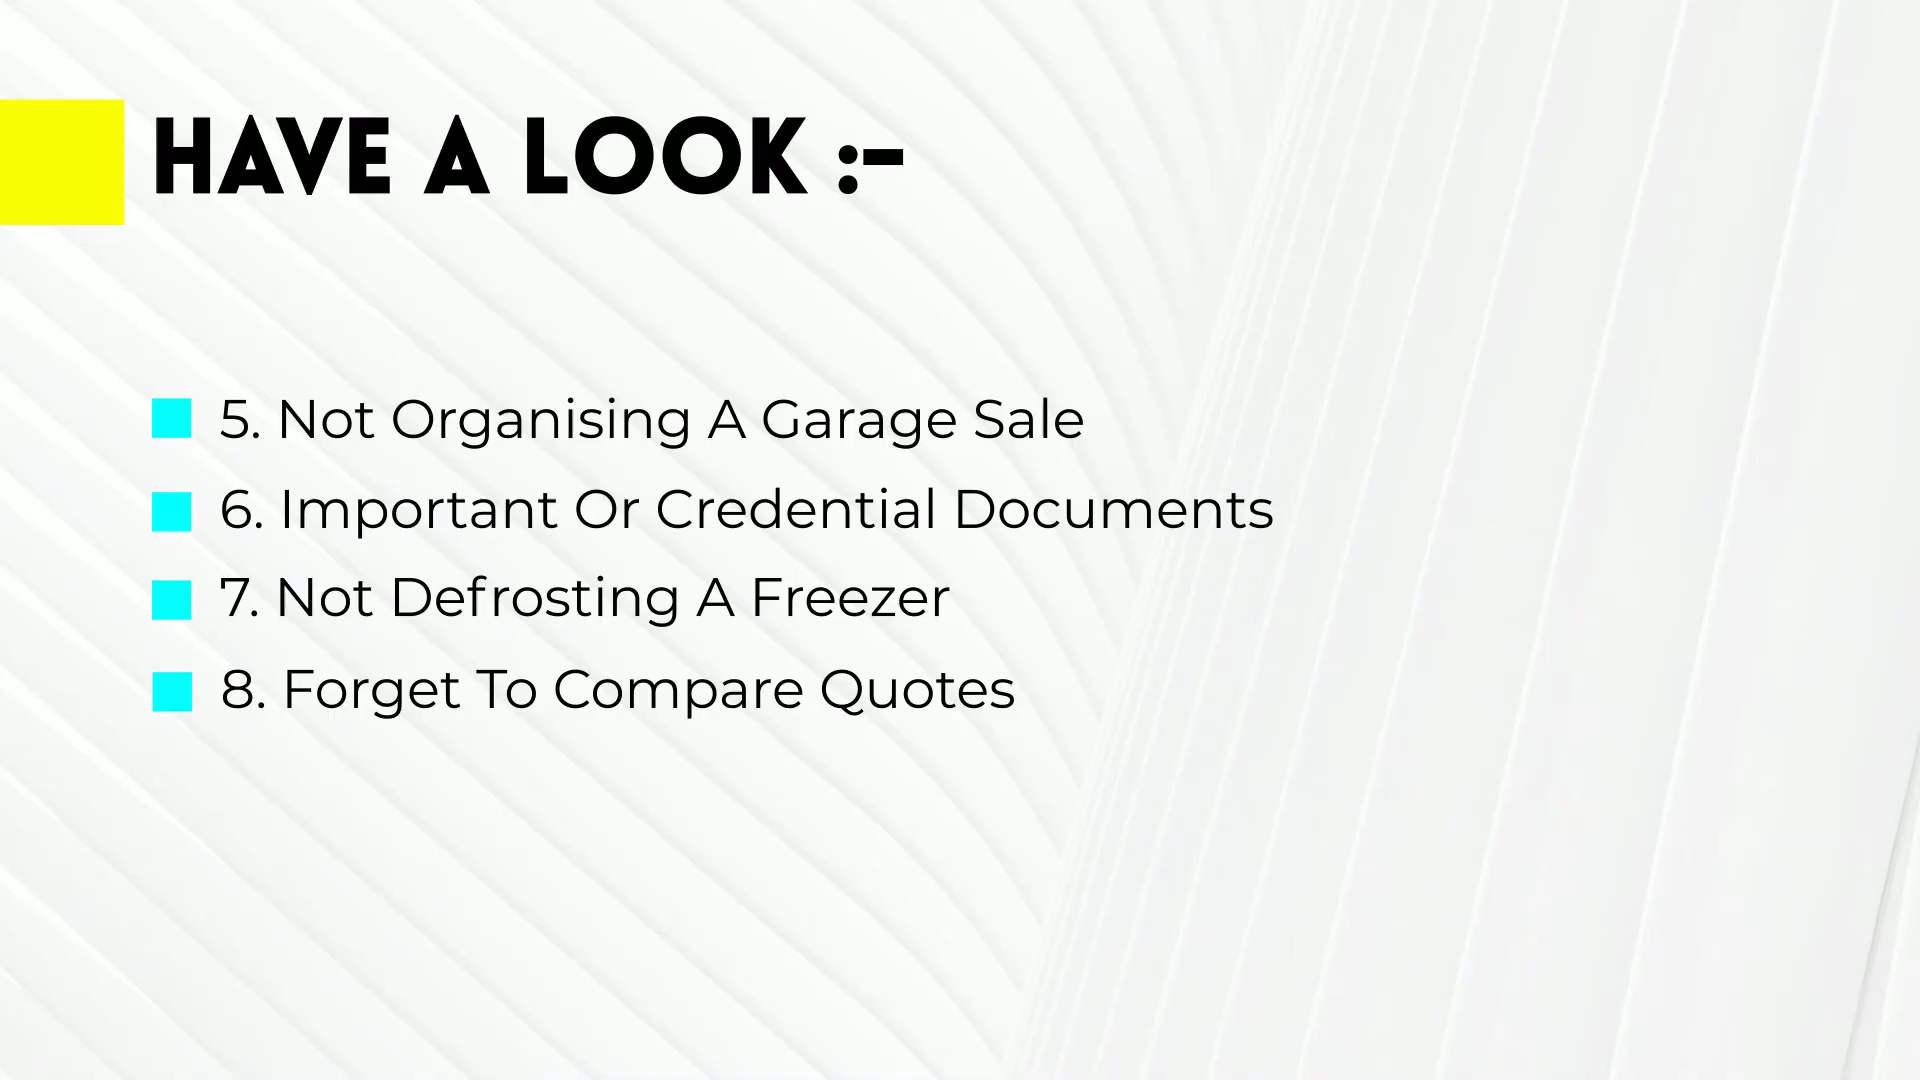 HAVE A LOOK :-
5. Not Organising A Garage Sale
6. Important Or Credential Documents
7. Not Defrosting A Freezer
8. Forget To Compare Quotes